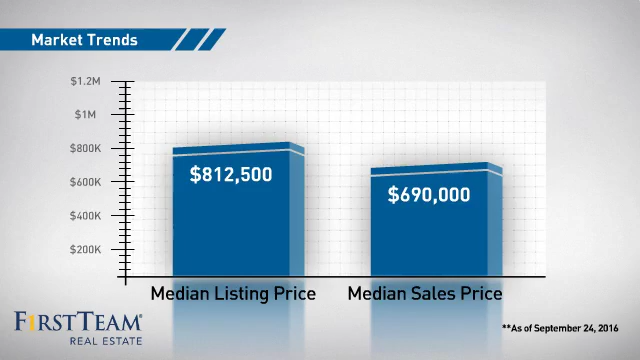 Market Trends
$1.2M
$1M
$800K
$600K
$400K
$200K
$812,500
$690,000
Median Listing Price
Median Sales Price
FIRSTTEAM®
REAL ESTATE
**As of September 24, 2016